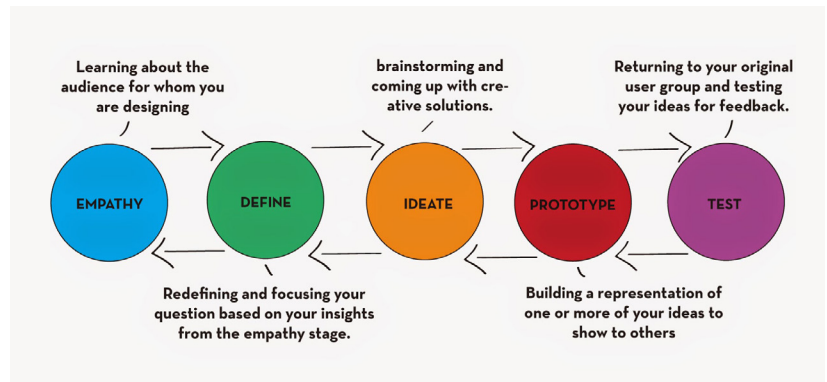 Learning about the
audience for whom you
are designing
brainstorming and
coming up with cre-
ative solutions.
Returning to your original
user group and testing
your ideas for feedback.
EMPATHY
DEFINE
IDEATE
PROTOTYPE
TEST
Redefining and focusing your
question based on your insights
from the empathy stage.
Building a representation of
one or more of your ideas to
show to others